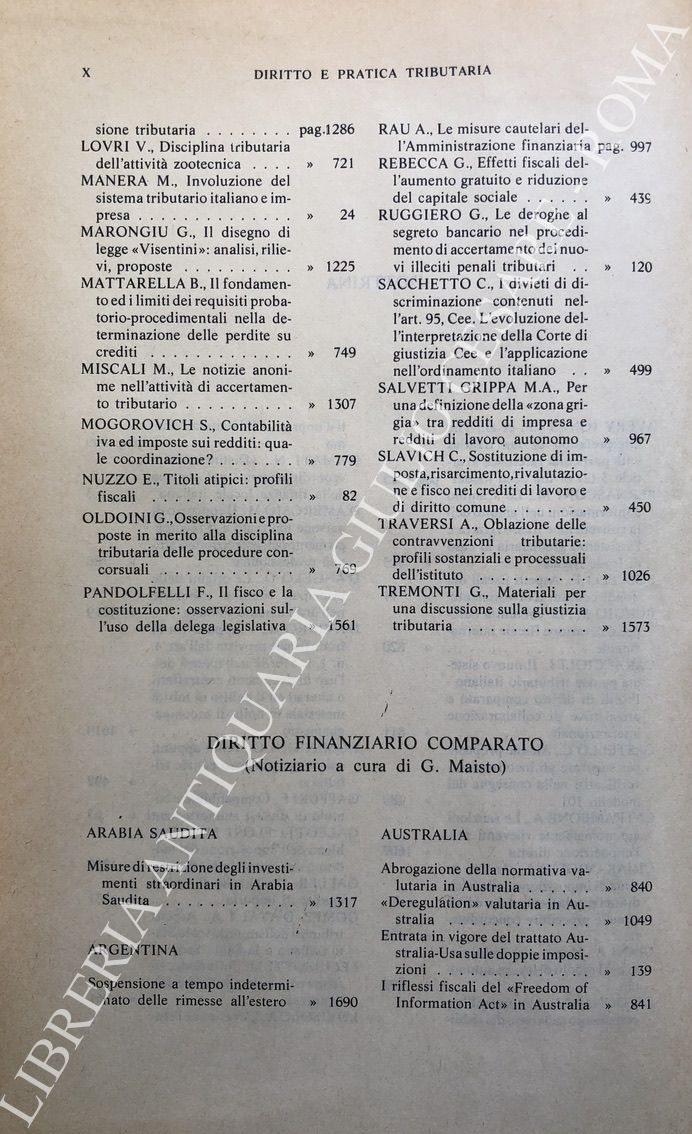 X
DIRITTO E PRATICA TRIBUTARIA
sione tributaria . . . . . . . . pag.1286
LOVRI V., Disciplina tributaria
dell'attività zootecnica . . . . » 721
MANERA M., Involuzione del
sistema tributario italiano e im-
presa . . . . . . . . . . . . . . » 24
MARONGIU G., Il disegno di
legge «Visentini»: analisi, rilie-
vi, proposte . . . . . . . . . . » 1225
MATTARELLA B., Il fondamen-
to ed i limiti dei requisiti proba-
torio-procedimentali nella de-
terminazione delle perdite su
crediti . . . . . . . . . . . . . » 749
MISCALI M., Le notizie anoni-
me nell'attività di accertamen-
to tributario . . . . . . . . . . » 1307
MOGOROVICH S., Contabilità
iva ed imposte sui redditi: qua-
le coordinazione? . . . . . . . » 779
NUZZO E., Titoli atipici: profili
fiscali . . . . . . . . . . . . . » 82
OLDOINI G., Osservazioni e pro-
poste in merito alla disciplina
tributaria delle procedure con-
corsuali . . . . . . . . . . . . » 769
PANDOLFELLI F., Il fisco e la
costituzione: osservazioni sul-
l'uso della delega legislativa » 1561
RAU A., Le misure cautelari del-
l'Amministrazione finanziaria pag. 997
REBECCA G., Effetti fiscali del-
l'aumento gratuito e riduzione
del capitale sociale . . . . . . » 439
RUGGIERO G., Le deroghe al
segreto bancario nel procedi-
mento di accertamento dei nuo-
vi illeciti penali tributari . . » 120
SACCHETTO C., I divieti di di-
scriminazione contenuti nel-
l'art. 95, Cee. L'evoluzione del-
l'interpretazione della Corte di
giustizia Cee e l'applicazione
nell'ordinamento italiano . . » 499
SALVETTI GRIPPA M.A., Per
una definizione della «zona gri-
gia» tra redditi di impresa e
redditi di lavoro autonomo » 967
SLAVICH C., Sostituzione di im-
posta, risarcimento, rivalutazio-
ne e fisco nei crediti di lavoro e
di diritto comune . . . . . . . » 450
TRAVERSI A., Oblazione delle
contravvenzioni tributarie:
profili sostanziali e processuali
dell'istituto . . . . . . . . . . » 1026
TREMONTI G., Materiali per
una discussione sulla giustizia
tributaria . . . . . . . . . . . » 1573
DIRITTO FINANZIARIO COMPARATO
(Notiziario a cura di G. Maisto)
ARABIA SAUDITA
Misure di restrizione degli investi-
menti straordinari in Arabia
Saudita . . . . . . . . . . . . » 1317
ARGENTINA
Sospensione a tempo indetermi-
nato delle rimesse all'estero » 1690
AUSTRALIA
Abrogazione della normativa va-
lutaria in Australia . . . . . . » 840
«Deregulation» valutaria in Au-
stralia . . . . . . . . . . . . . » 1049
Entrata in vigore del trattato Au-
stralia-Usa sulle doppie imposi-
zioni . . . . . . . . . . . . . . » 139
I riflessi fiscali del «Freedom of
Information Act» in Australia » 841
LIBRERIA ANTIQUARIA GIULIO CESARE - ROMA